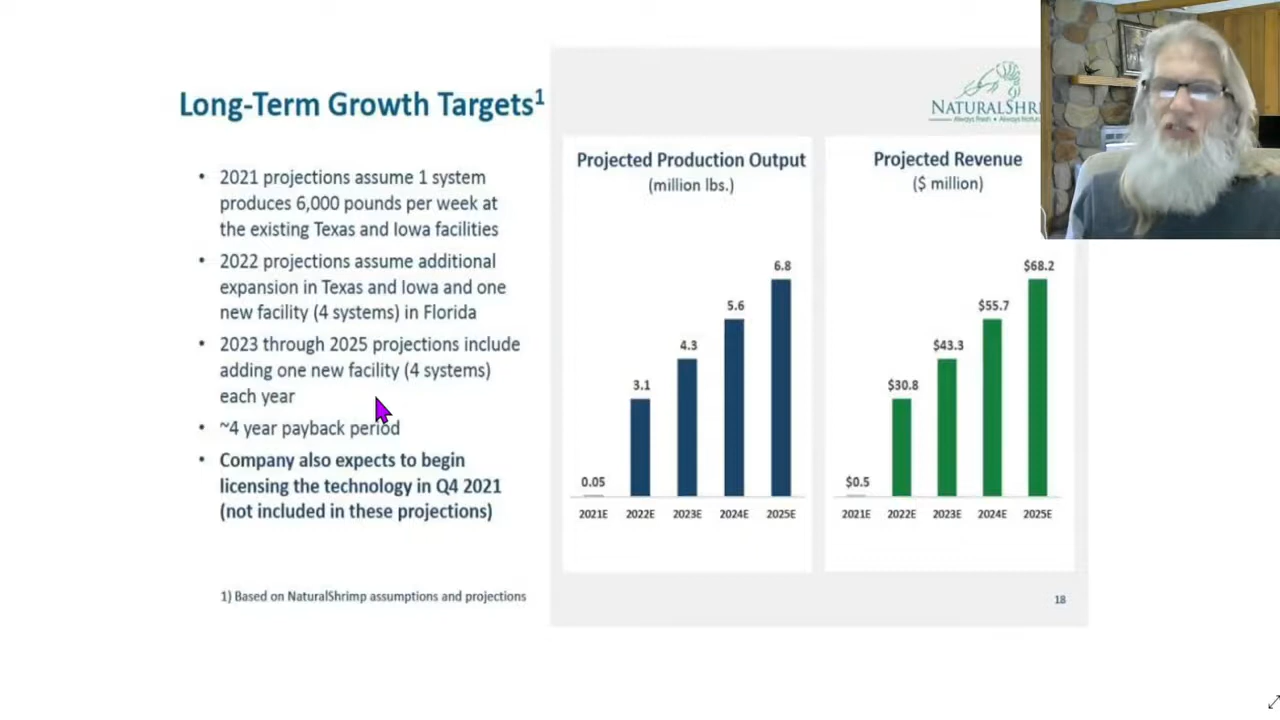 Long-Term Growth Targets1
• 2021 projections assume 1 system
produces 6,000 pounds per week at
the existing Texas and Iowa facilities
• 2022 projections assume additional
expansion in Texas and Iowa and one
new facility (4 systems) in Florida
• 2023 through 2025 projections include
adding one new facility (4 systems)
each year
• ~4 year payback period
• Company also expects to begin
licensing the technology in Q4 2021
(not included in these projections)
1) Based on NaturalShrimp assumptions and projections
Projected Production Output
(million lbs.)
0.05
3.1
4.3
5.6
6.8
2021E 2022E 2023E 2024E 2025E
NATURALSHR
Always Fresh • Always Natu
Projected Revenue
($ million)
$0.5
$30.8
$43.3
$55.7
$68.2
2021E 2022E 2023E 2024E 2025E
18